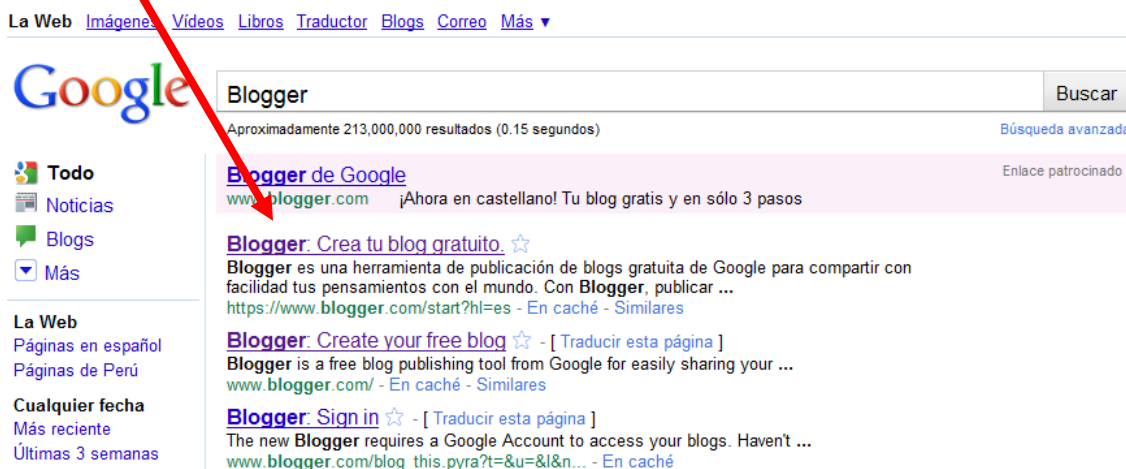 La Web Imágenes Vídeos Libros Traductor Blogs Correo Más ▼
Google
Blogger
Buscar
Aproximadamente 213,000,000 resultados (0.15 segundos)
Búsqueda avanzada
Todo
Noticias
Blogs
Más
La Web
Páginas en español
Páginas de Perú
Cualquier fecha
Más reciente
Últimas 3 semanas
Blogger de Google
Enlace patrocinado
www.blogger.com ¡Ahora en castellano! Tu blog gratis y en sólo 3 pasos
Blogger: Crea tu blog gratuito. ☆
Blogger es una herramienta de publicación de blogs gratuita de Google para compartir con
facilidad tus pensamientos con el mundo. Con Blogger, publicar ...
https://www.blogger.com/start?hl=es - En caché - Similares
Blogger: Create your free blog ☆ - [ Traducir esta página ]
Blogger is a free blog publishing tool from Google for easily sharing your ...
www.blogger.com/ - En caché - Similares
Blogger: Sign in ☆ - [ Traducir esta página ]
The new Blogger requires a Google Account to access your blogs. Haven't ...
www.blogger.com/blog_this.pyra?t=&u=&l&n... - En caché